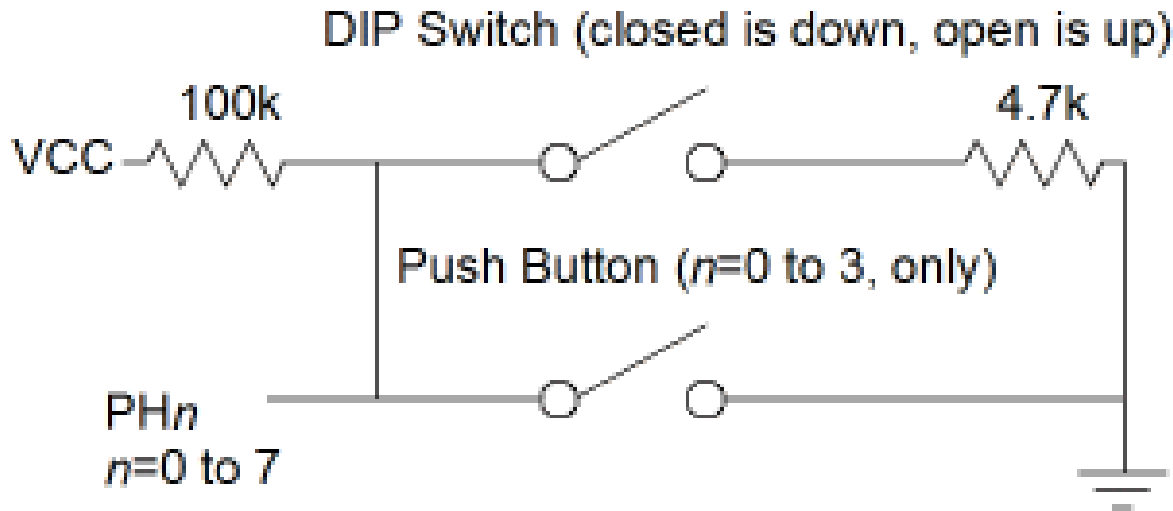 DIP Switch (closed is down, open is up)
100k
4.7k
VCC
Push Button (n=0 to 3, only)
PHn
n=0 to 7